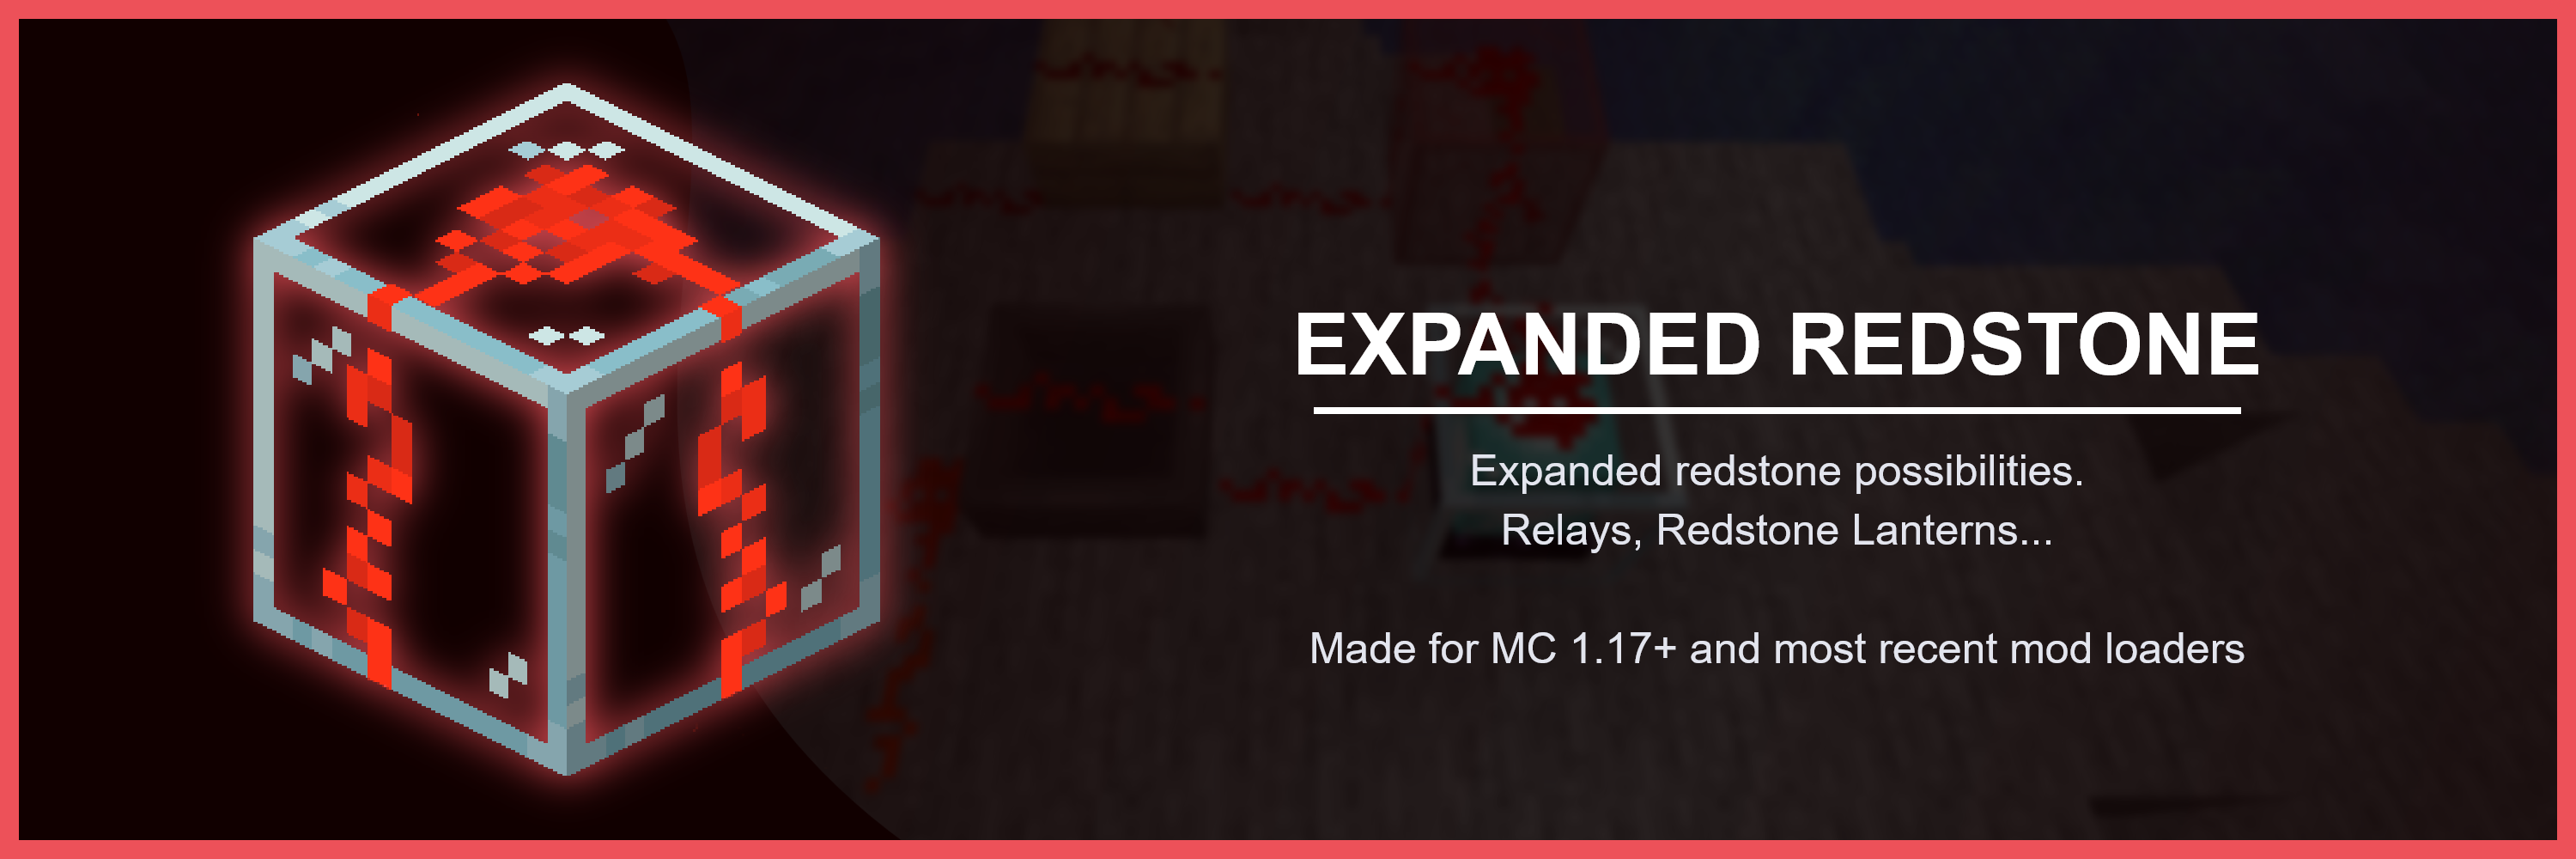 EXPANDED REDSTONE
Expanded redstone possibilities.
Relays, Redstone Lanterns...
Made for MC 1.17+ and most recent mod loaders